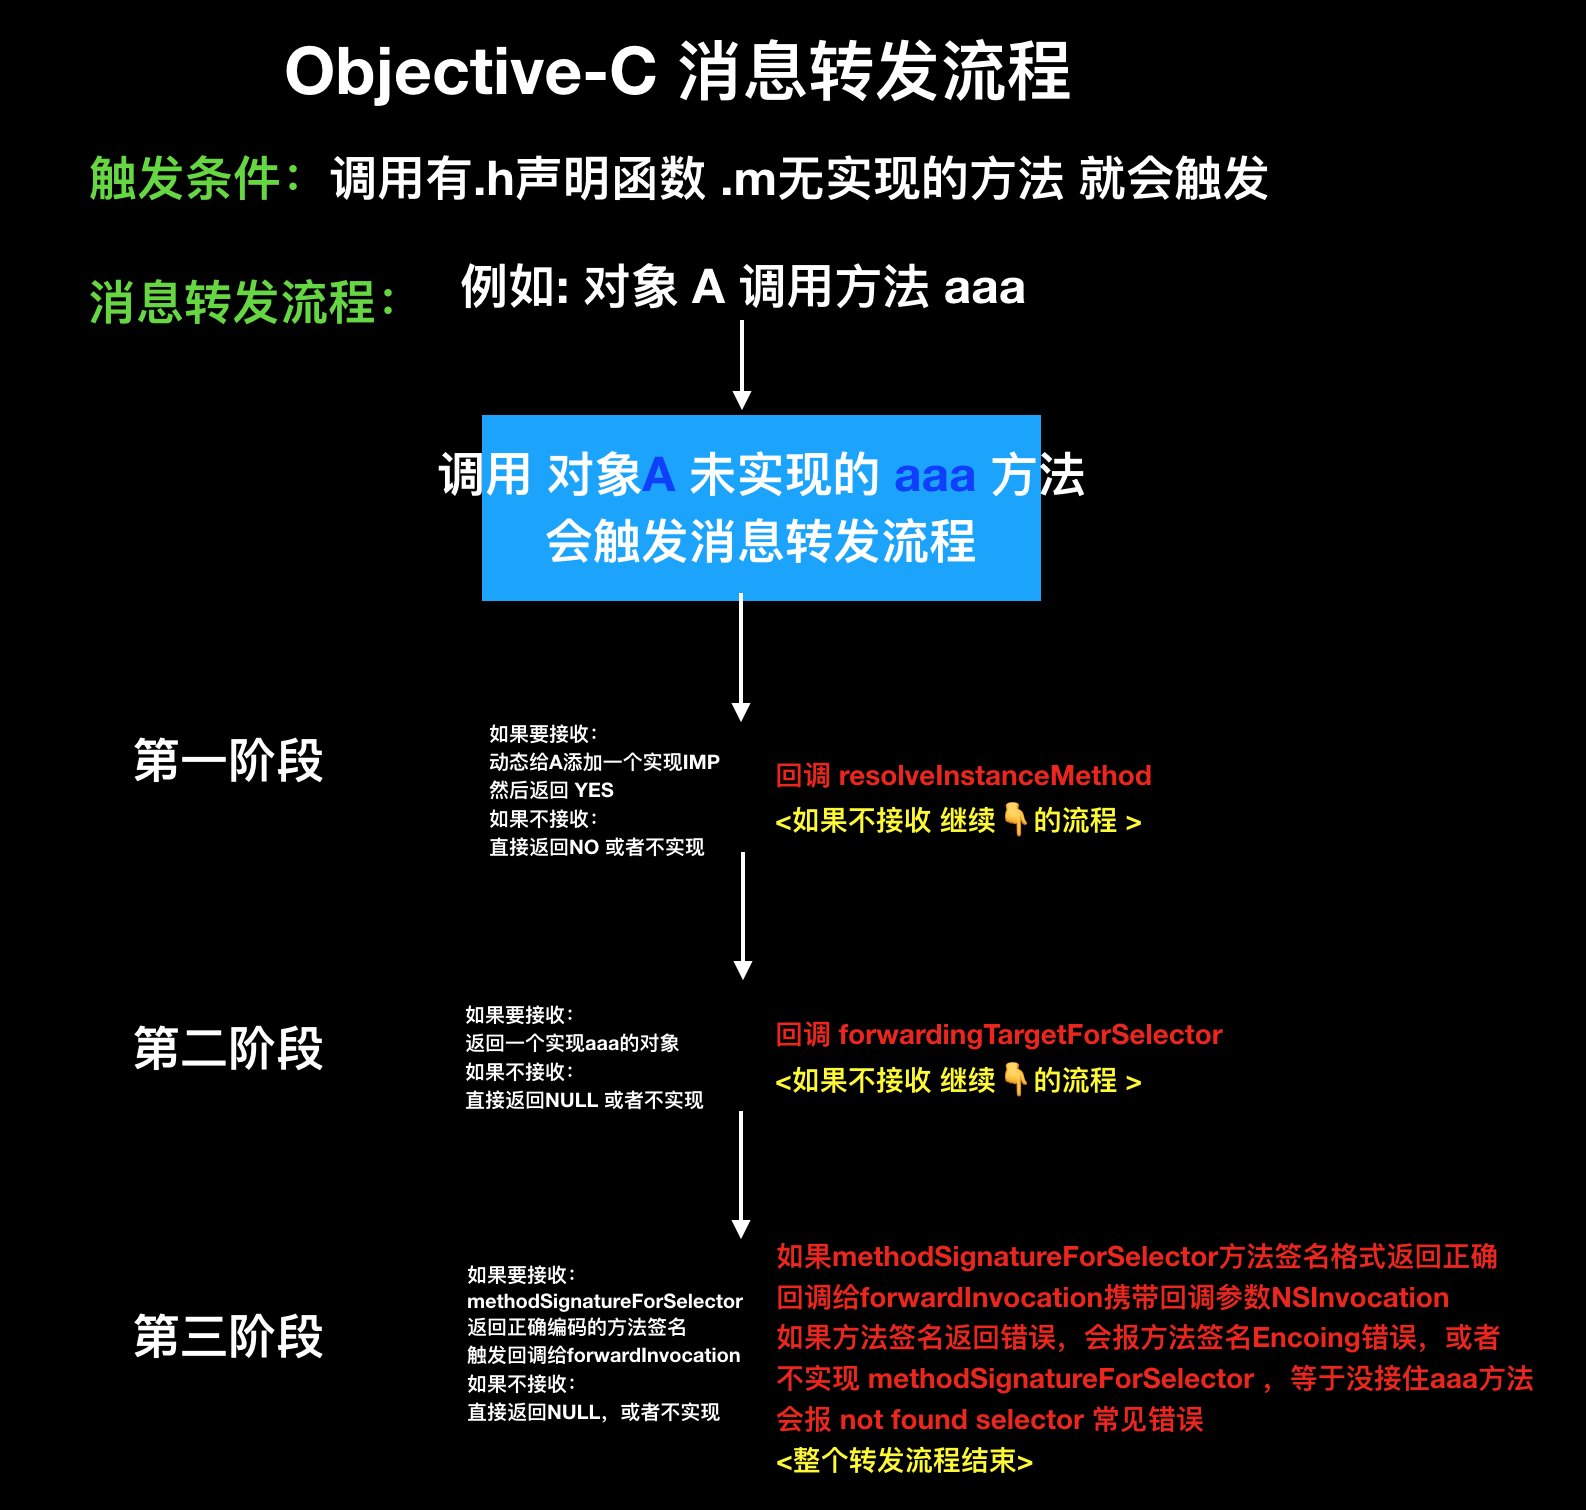 Objective-C 消息转发流程
触发条件：调用有.h声明函数 .m无实现的方法 就会触发
消息转发流程：
例如: 对象 A 调用方法 aaa
调用 对象A 未实现的 aaa 方法
会触发消息转发流程
第一阶段
如果要接收：
动态给A添加一个实现IMP
然后返回 YES
如果不接收：
直接返回NO 或者不实现
回调 resolveInstanceMethod
<如果不接收 继续👇的流程 >
第二阶段
如果要接收：
返回一个实现aaa的对象
如果不接收：
直接返回NULL 或者不实现
回调 forwardingTargetForSelector
<如果不接收 继续👇的流程 >
第三阶段
如果要接收：
methodSignatureForSelector
返回正确编码的方法签名
触发回调给forwardInvocation
如果不接收：
直接返回NULL，或者不实现
如果methodSignatureForSelector方法签名格式返回正确
回调给forwardInvocation携带回调参数NSInvocation
如果方法签名返回错误，会报方法签名Encoing错误，或者
不实现 methodSignatureForSelector ，等于没接住aaa方法
会报 not found selector 常见错误
<整个转发流程结束>